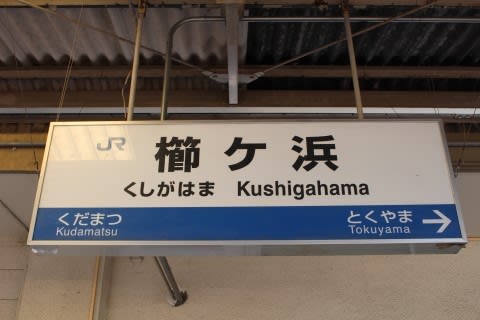 JR
櫛ケ浜
くしがはま Kushigahama
くだまつ とくやま →
Kudamatsu Tokuyama